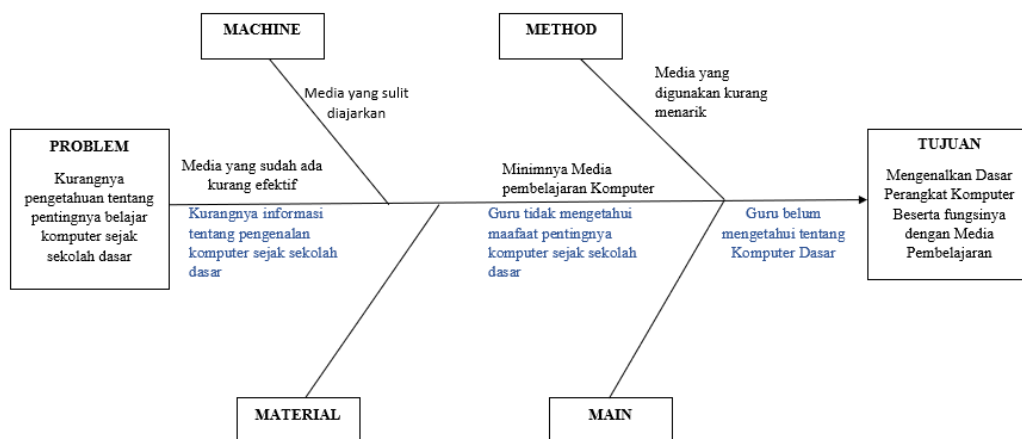 MACHINE
METHOD
Media yang sulit
diajarkan
Media yang
digunakan kurang
menarik
PROBLEM
Kurangnya
pengetahuan tentang
pentingnya belajar
komputer sejak
sekolah dasar
Media yang sudah ada
kurang efektif
Minimnya Media
pembelajaran Komputer
TUJUAN
Mengenalkan Dasar
Perangkat Komputer
Beserta fungsinya
dengan Media
Pembelajaran
Kurangnya informasi
tentang pengenalan
komputer sejak sekolah
dasar
Guru tidak mengetahui
maafaat pentingnya
komputer sejak sekolah
dasar
Guru belum
mengetahui tentang
Komputer Dasar
MATERIAL
MAIN